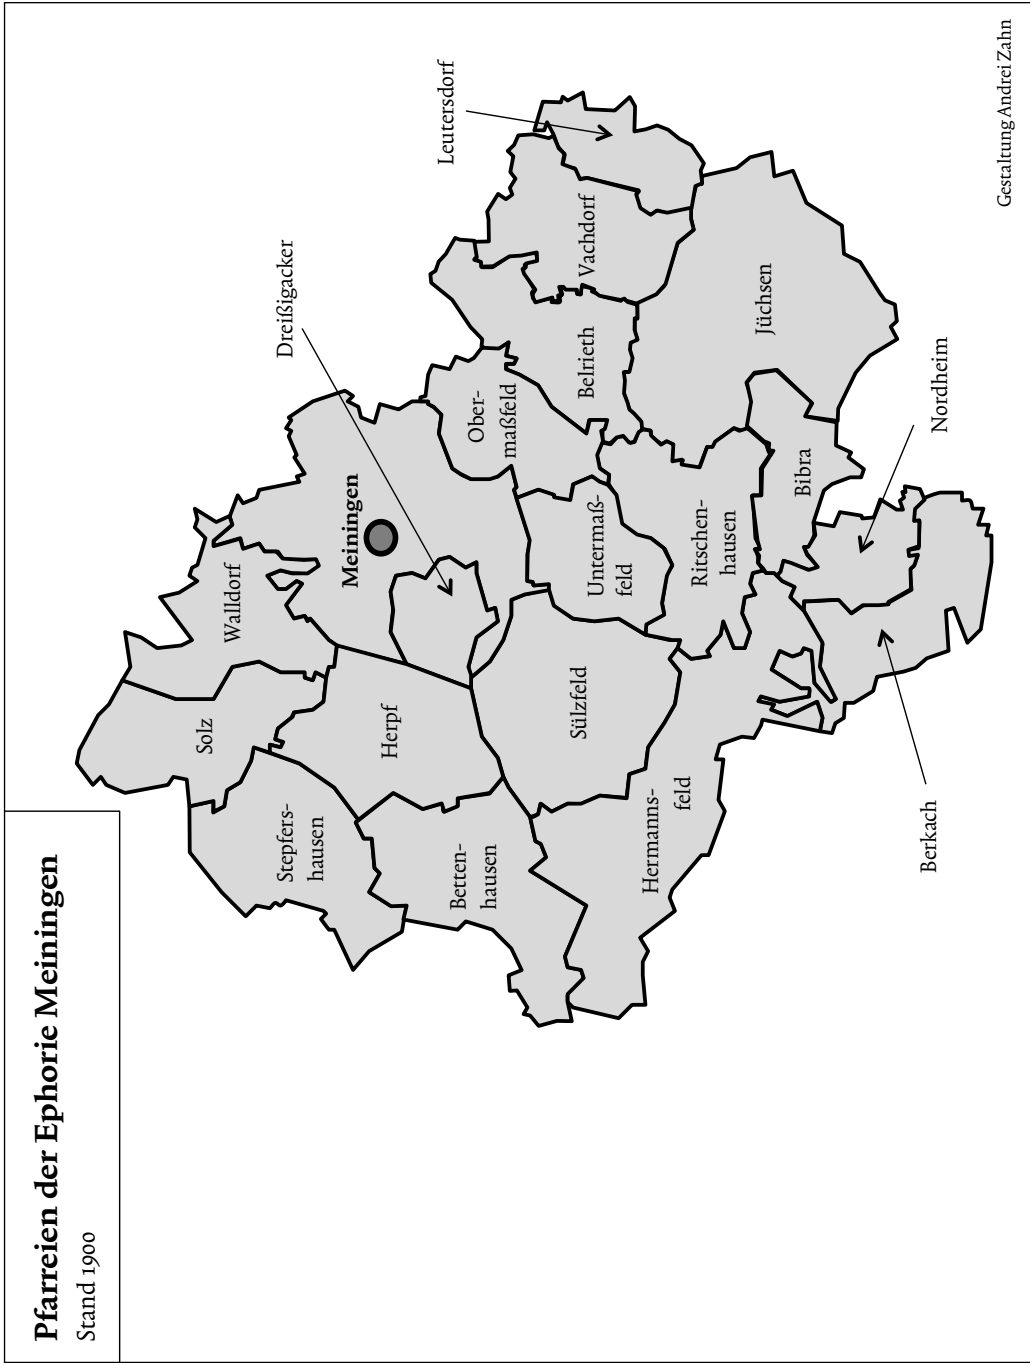 Pfarreien der Ephorie Meiningen
Stand 1900
Solz
Walldorf
Stepfers-
hausen
Herpf
Meiningen
Dreißigacker
Betten-
hausen
Ober-
maßfeld
Leutersdorf
Sülzfeld
Untermaß-
feld
Belrieth
Vachdorf
Hermanns-
feld
Ritschen-
hausen
Jüchsen
Bibra
Berkach
Nordheim
Gestaltung Andrei Zahn